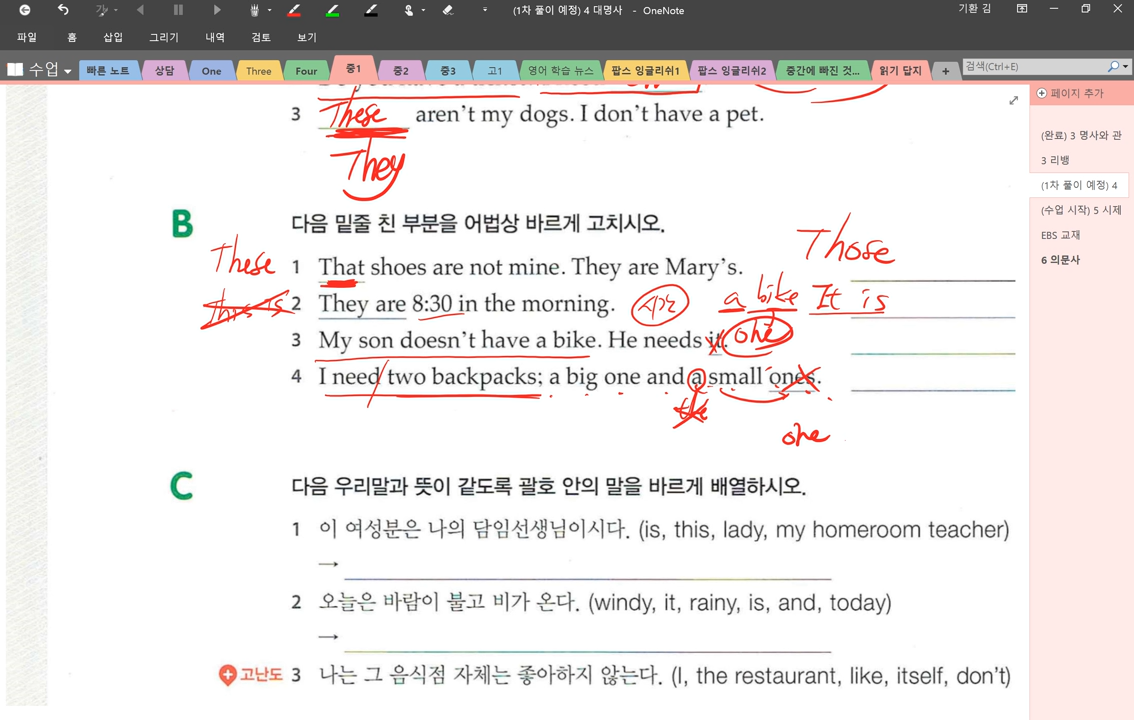 (1차 풀이 예정) 4 대명사 - OneNote
기환 김
파일 홈 삽입 그리기 내역 검토 보기
수업 빠른 노트 상담 One Three Four 중1 중2 중3 고1 영어 학습 뉴스 팝스 잉글리쉬1 팝스 잉글리쉬2 중간에 빠진 것... 읽기 답지 + 검색(Ctrl+E)
페이지 추가
(완료) 3 명사와 관
3 리뱅
(1차 풀이 예정) 4
(수업 시작) 5 시제
EBS 교재
6 의문사
3 These aren't my dogs. I don't have a pet.
They
B 다음 밑줄 친 부분을 어법상 바르게 고치시오.
These 1 That shoes are not mine. They are Mary's. Those
this is 2 They are 8:30 in the morning. 시간 a bike It is
3 My son doesn't have a bike. He needs it. one
4 I need two backpacks; a big one and a small ones.
the
one
C 다음 우리말과 뜻이 같도록 괄호 안의 말을 바르게 배열하시오.
1 이 여성분은 나의 담임선생님이시다. (is, this, lady, my homeroom teacher)
→
2 오늘은 바람이 불고 비가 온다. (windy, it, rainy, is, and, today)
→
고난도 3 나는 그 음식점 자체는 좋아하지 않는다. (I, the restaurant, like, itself, don't)